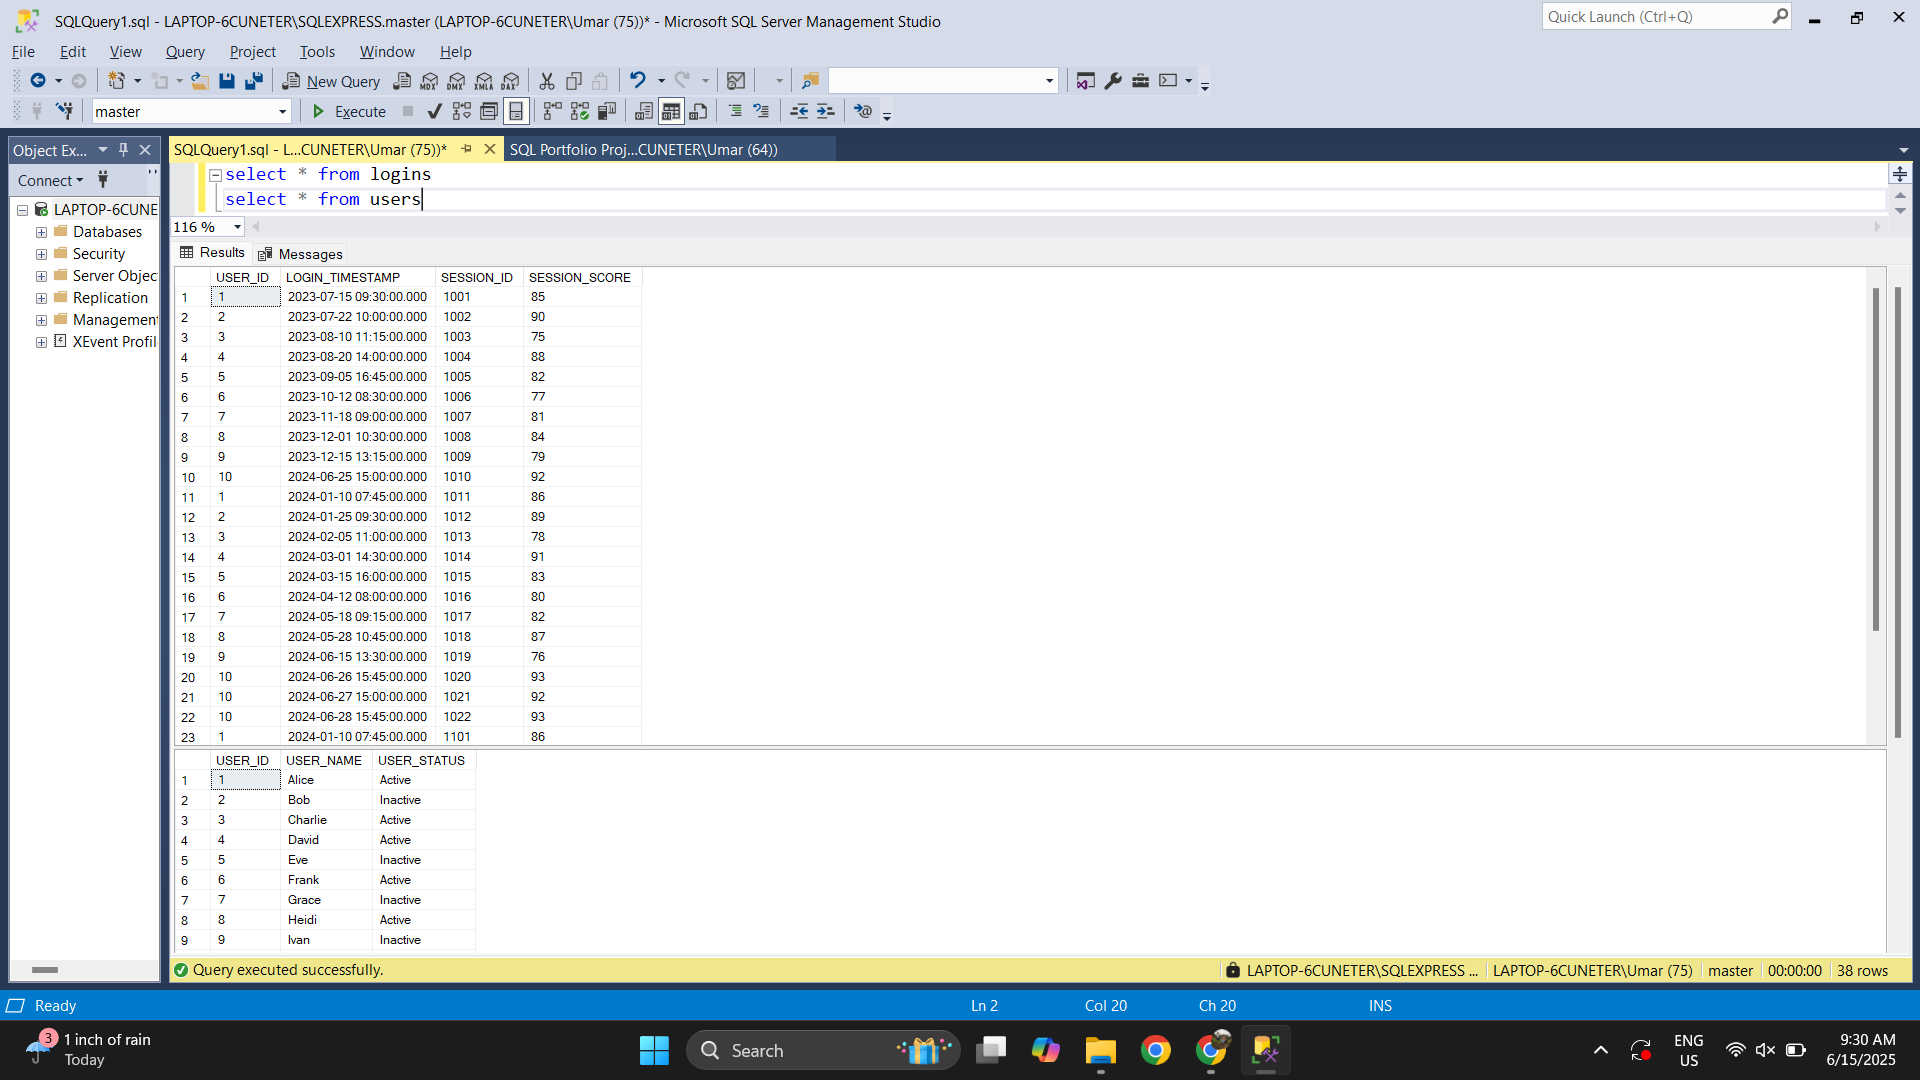 SQLQuery1.sql - LAPTOP-6CUNETER\SQLEXPRESS.master (LAPTOP-6CUNETER\Umar (75))* - Microsoft SQL Server Management Studio
Quick Launch (Ctrl+Q)
File Edit View Query Project Tools Window Help
New Query MDX DMX XMLA DAX
master Execute
Object Ex...
SQLQuery1.sql - L...CUNETER\Umar (75))*
SQL Portfolio Proj...CUNETER\Umar (64))
Connect
LAPTOP-6CUNE
Databases
Security
Server Objec
Replication
Management
XEvent Profil
select * from logins
select * from users
116 %
Results Messages
USER_ID LOGIN_TIMESTAMP SESSION_ID SESSION_SCORE
1 1 2023-07-15 09:30:00.000 1001 85
2 2 2023-07-22 10:00:00.000 1002 90
3 3 2023-08-10 11:15:00.000 1003 75
4 4 2023-08-20 14:00:00.000 1004 88
5 5 2023-09-05 16:45:00.000 1005 82
6 6 2023-10-12 08:30:00.000 1006 77
7 7 2023-11-18 09:00:00.000 1007 81
8 8 2023-12-01 10:30:00.000 1008 84
9 9 2023-12-15 13:15:00.000 1009 79
10 10 2024-06-25 15:00:00.000 1010 92
11 1 2024-01-10 07:45:00.000 1011 86
12 2 2024-01-25 09:30:00.000 1012 89
13 3 2024-02-05 11:00:00.000 1013 78
14 4 2024-03-01 14:30:00.000 1014 91
15 5 2024-03-15 16:00:00.000 1015 83
16 6 2024-04-12 08:00:00.000 1016 80
17 7 2024-05-18 09:15:00.000 1017 82
18 8 2024-05-28 10:45:00.000 1018 87
19 9 2024-06-15 13:30:00.000 1019 76
20 10 2024-06-26 15:45:00.000 1020 93
21 10 2024-06-27 15:00:00.000 1021 92
22 10 2024-06-28 15:45:00.000 1022 93
23 1 2024-01-10 07:45:00.000 1101 86
USER_ID USER_NAME USER_STATUS
1 1 Alice Active
2 2 Bob Inactive
3 3 Charlie Active
4 4 David Active
5 5 Eve Inactive
6 6 Frank Active
7 7 Grace Inactive
8 8 Heidi Active
9 9 Ivan Inactive
Query executed successfully.
LAPTOP-6CUNETER\SQLEXPRESS ... LAPTOP-6CUNETER\Umar (75) master 00:00:00 38 rows
Ready Ln 2 Col 20 Ch 20 INS
3
1 inch of rain
Today
Search
ENG
US
9:30 AM
6/15/2025